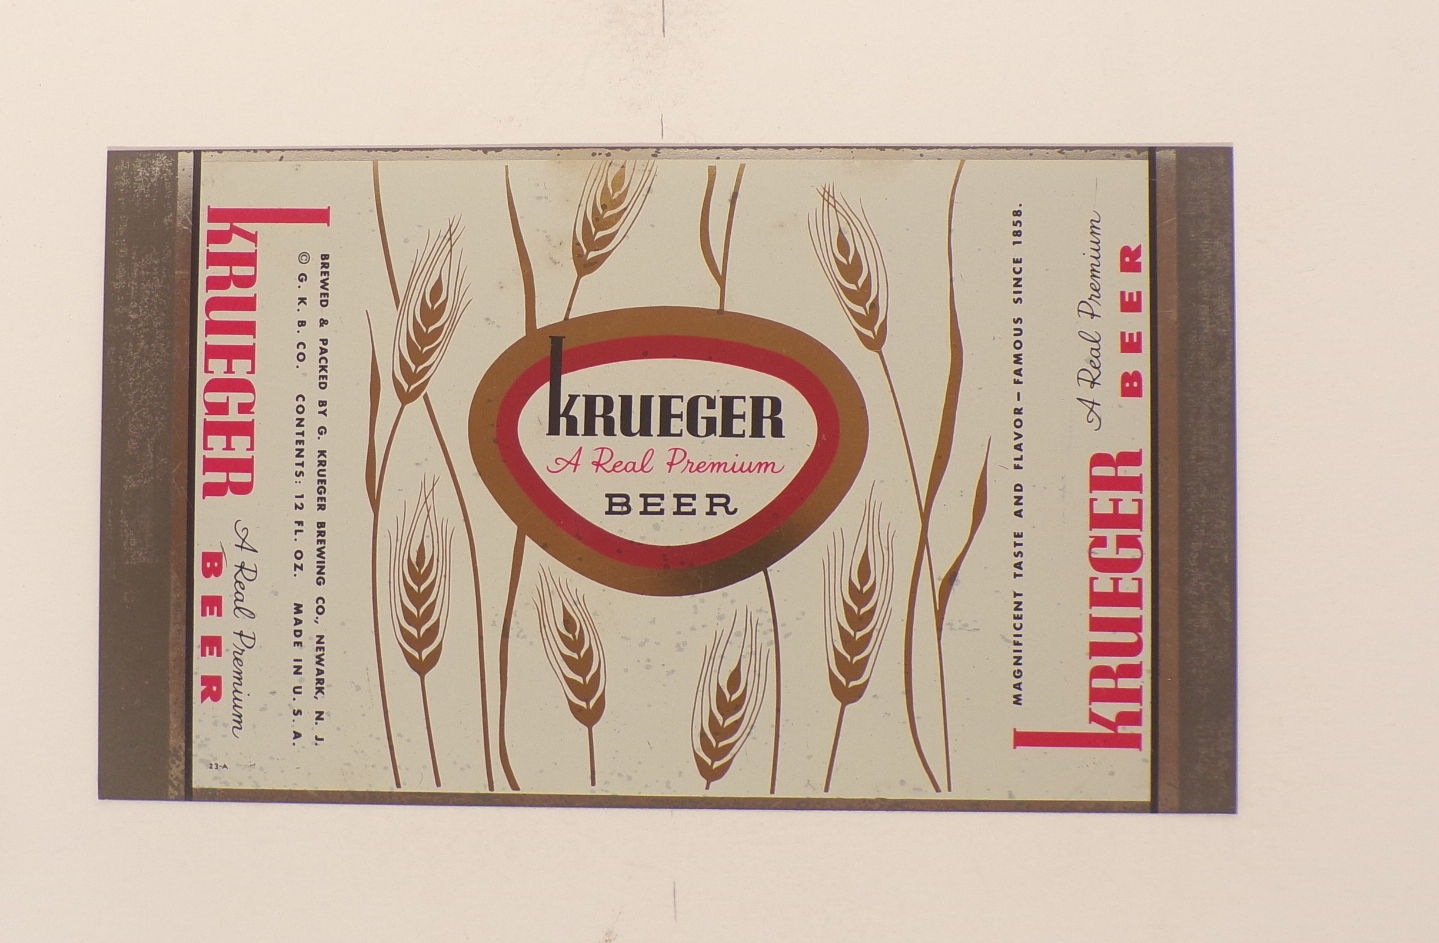 KRUEGER
A Real Premium
BEER
BREWED & PACKED BY G. KRUEGER BREWING CO., NEWARK, N. J.
© G. K. B. CO. CONTENTS: 12 FL. OZ. MADE IN U. S. A.
23-A
KRUEGER
A Real Premium
BEER
MAGNIFICENT TASTE AND FLAVOR — FAMOUS SINCE 1858.
KRUEGER
A Real Premium
BEER